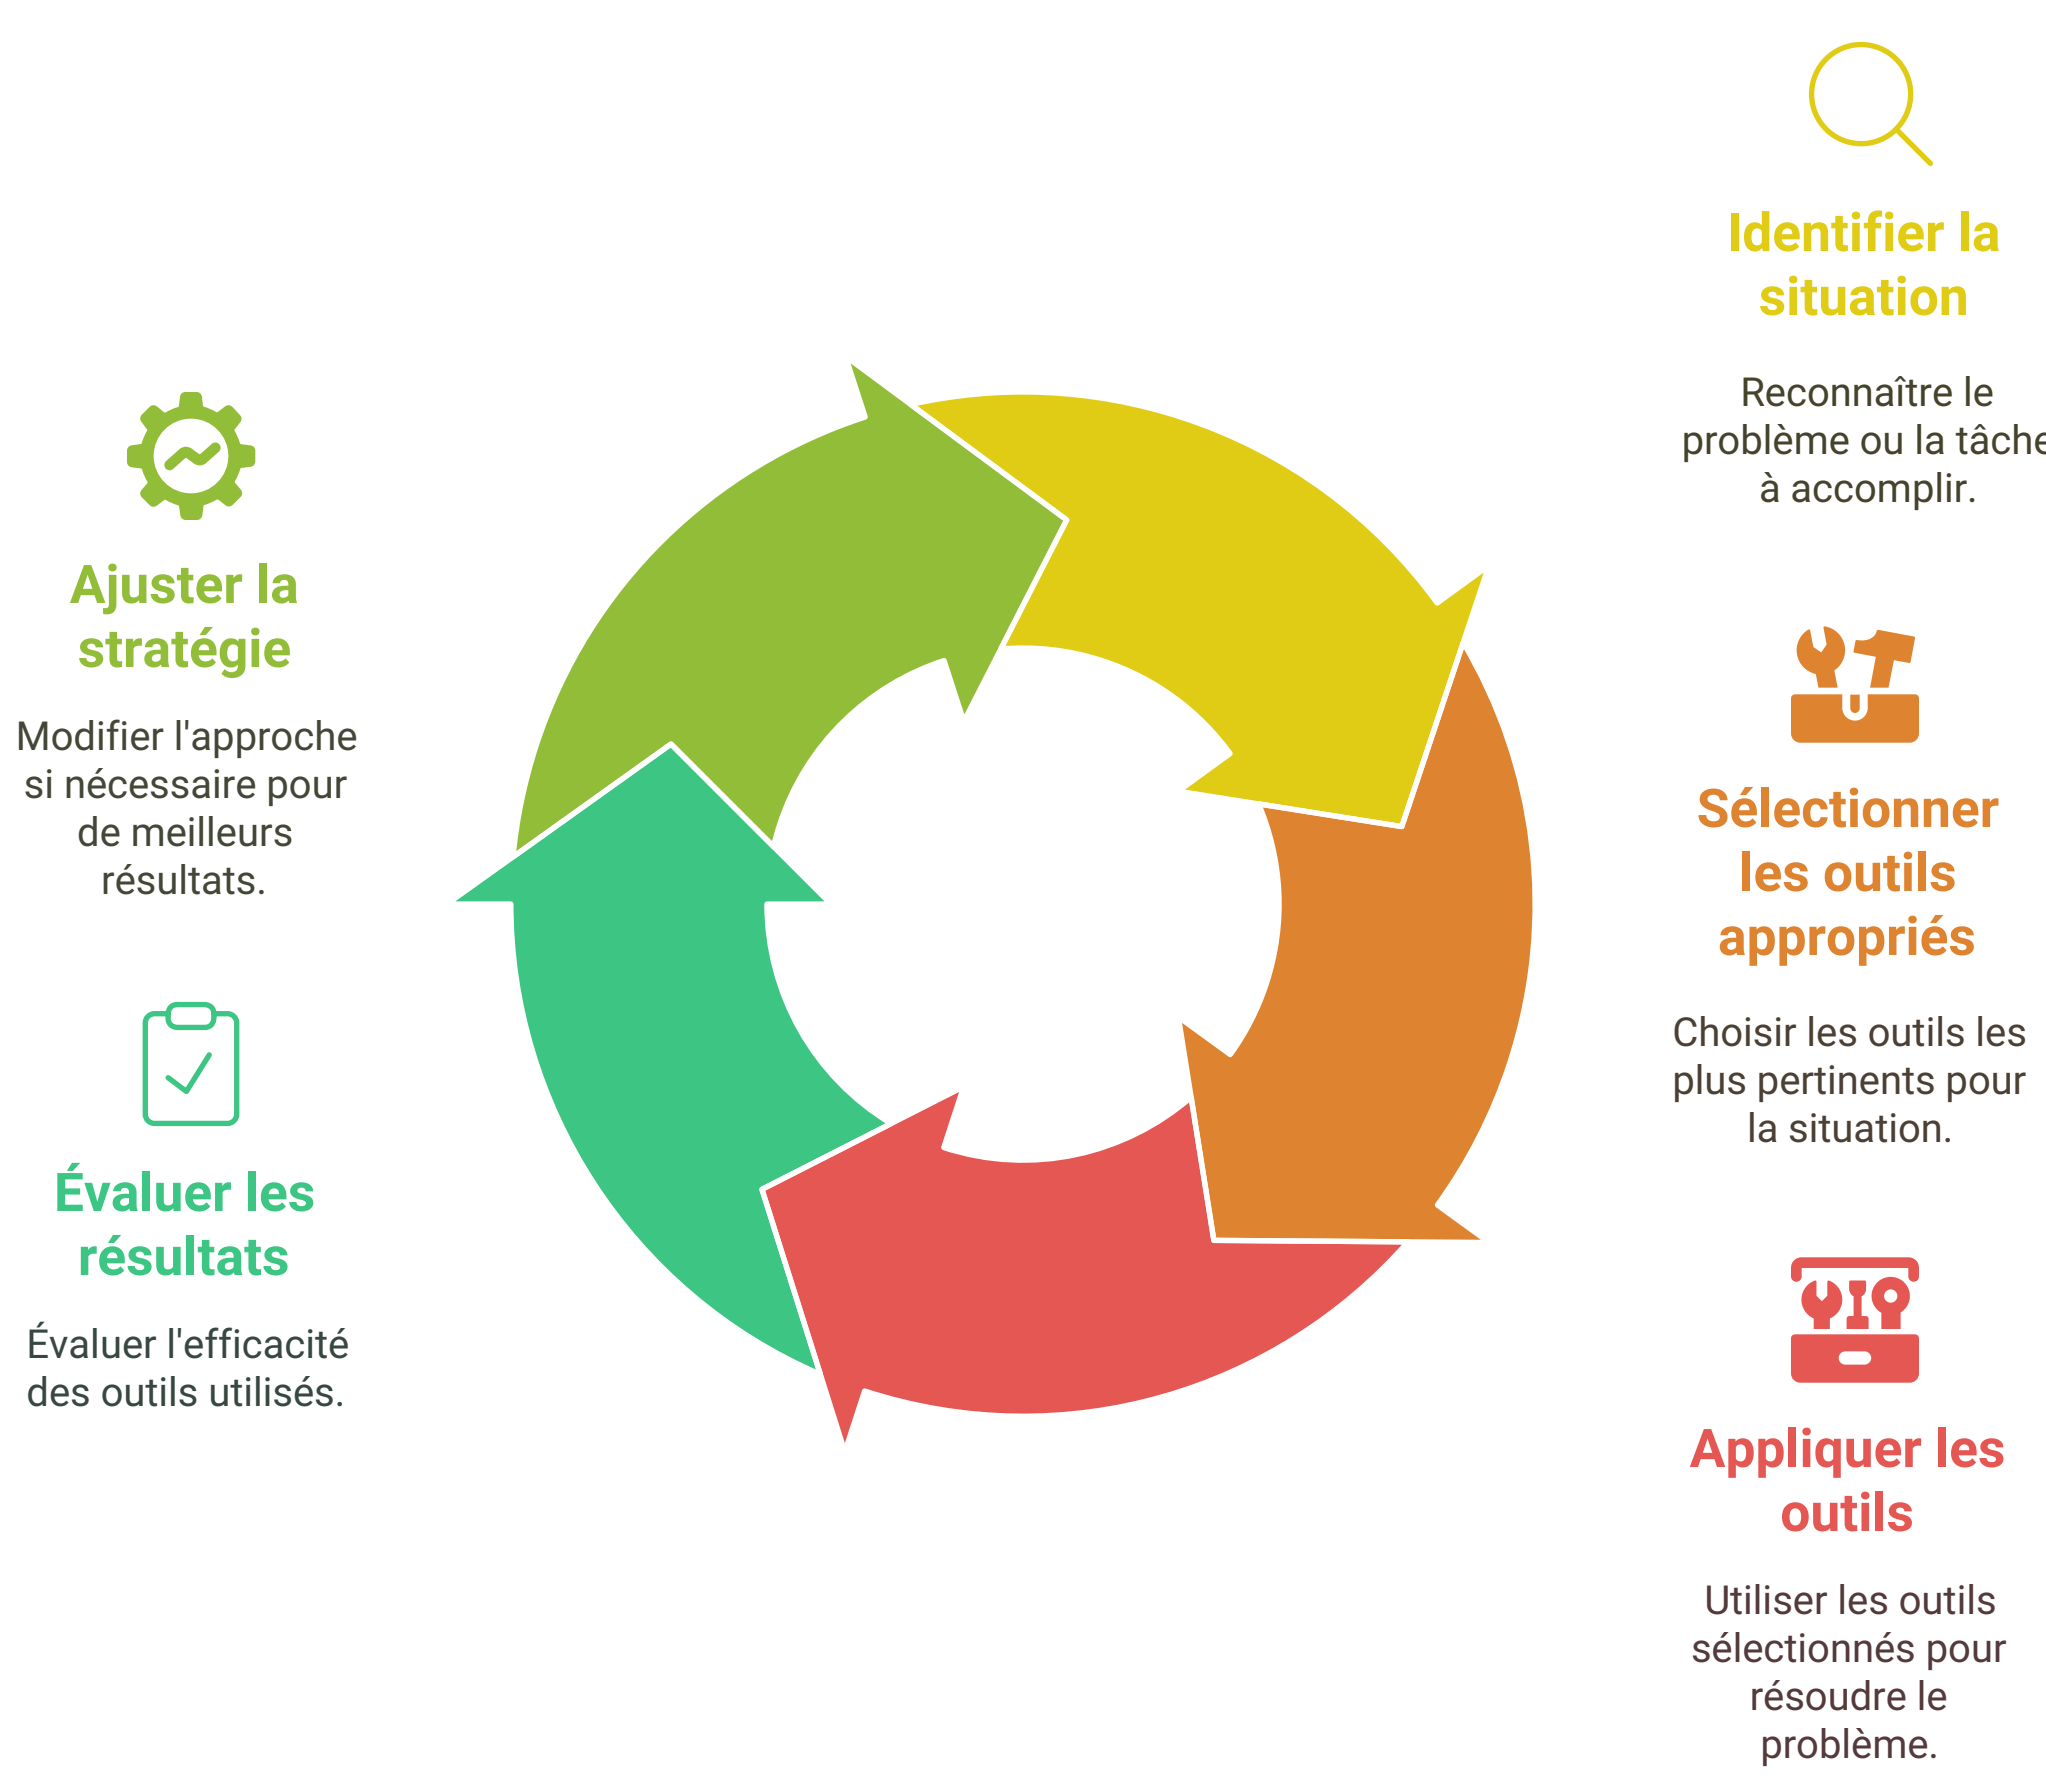 Identifier la
situation
Reconnaître le
problème ou la tâche
à accomplir.
Sélectionner
les outils
appropriés
Choisir les outils les
plus pertinents pour
la situation.
Appliquer les
outils
Utiliser les outils
sélectionnés pour
résoudre le
problème.
Évaluer les
résultats
Évaluer l'efficacité
des outils utilisés.
Ajuster la
stratégie
Modifier l'approche
si nécessaire pour
de meilleurs
résultats.